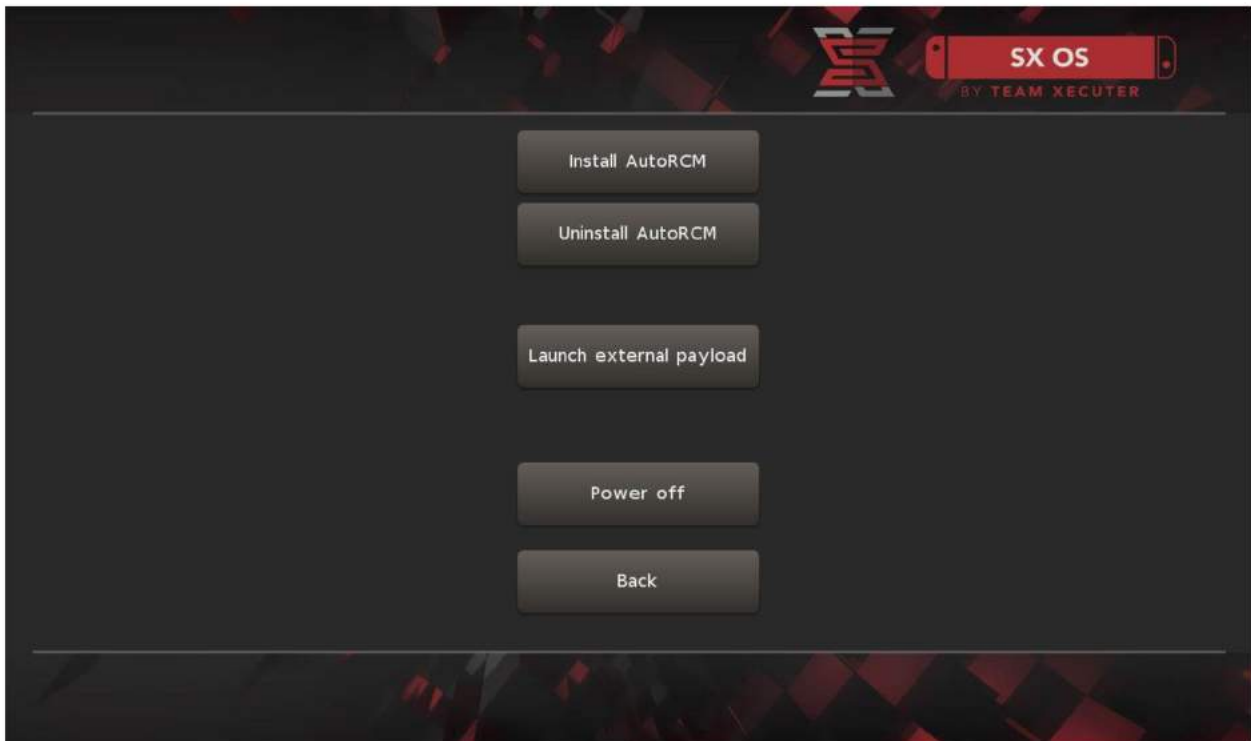 SX OS
BY TEAM XECUTER
Install AutoRCM
Uninstall AutoRCM
Launch external payload
Power off
Back